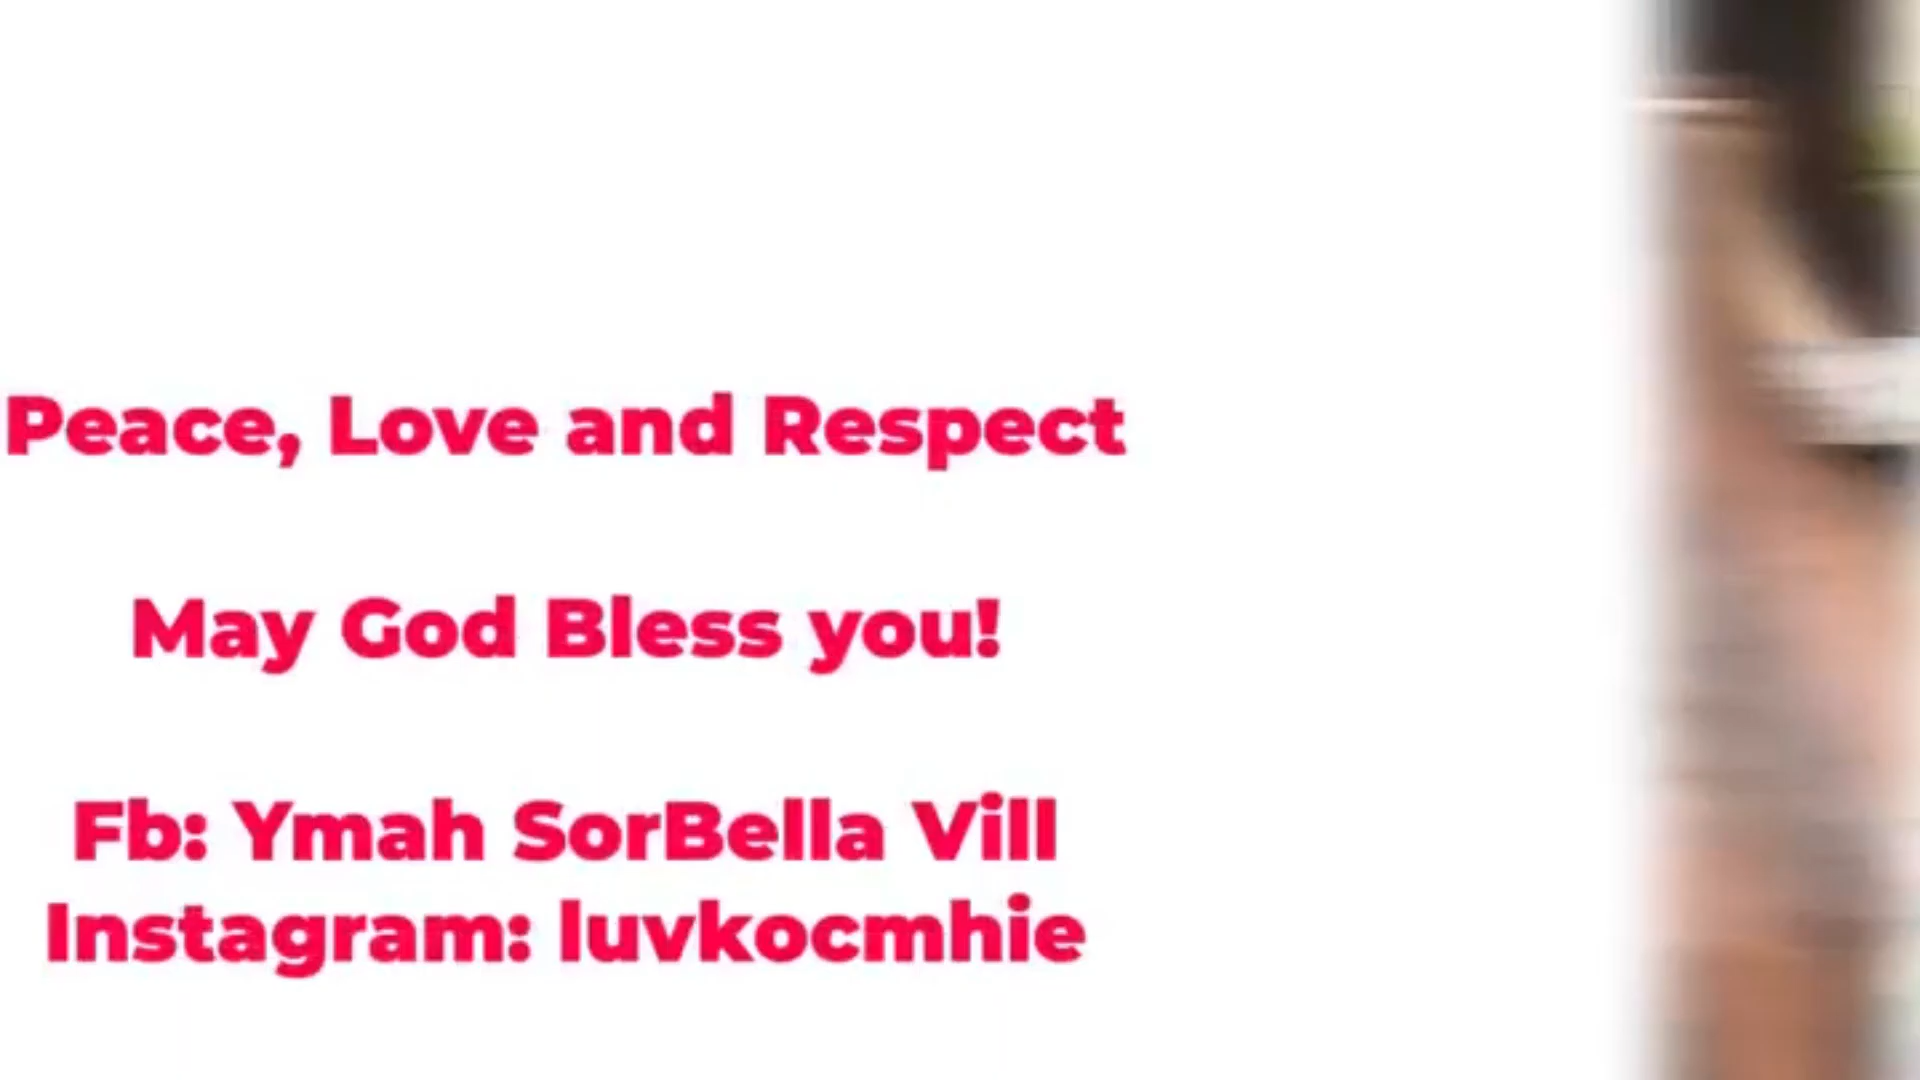 Peace, Love and Respect
May God Bless you!
Fb: Ymah SorBella Vill
Instagram: luvkocmhie